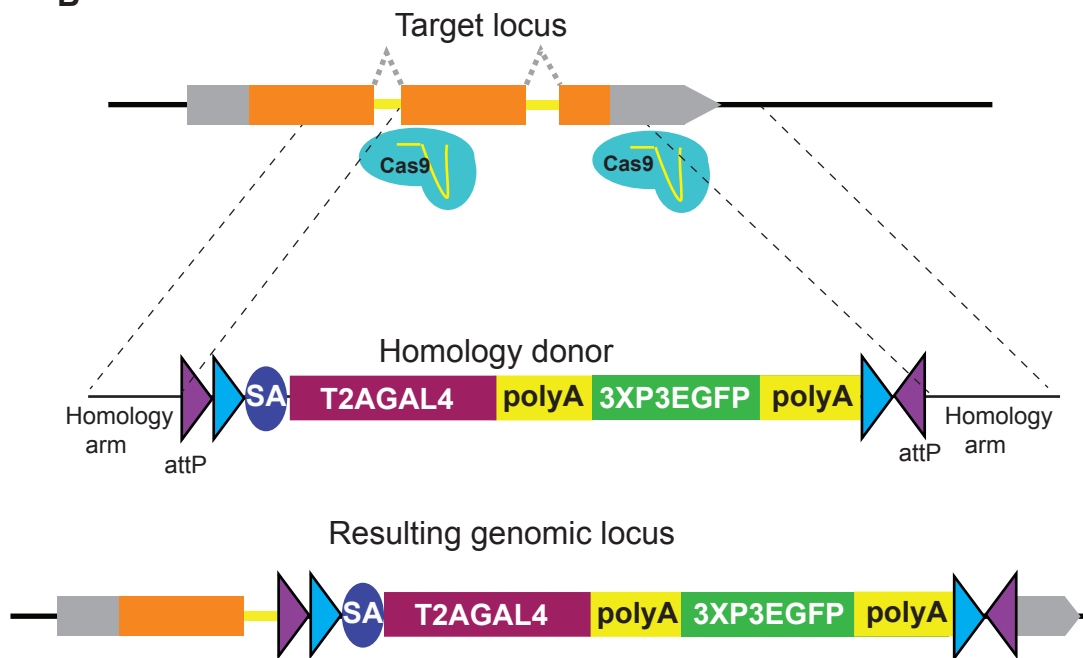 B
Target locus
Cas9
Cas9
Homology donor
SA
T2AGAL4
polyA
3XP3EGFP
polyA
Homology
arm
attP
attP
Homology
arm
Resulting genomic locus
SA
T2AGAL4
polyA
3XP3EGFP
polyA